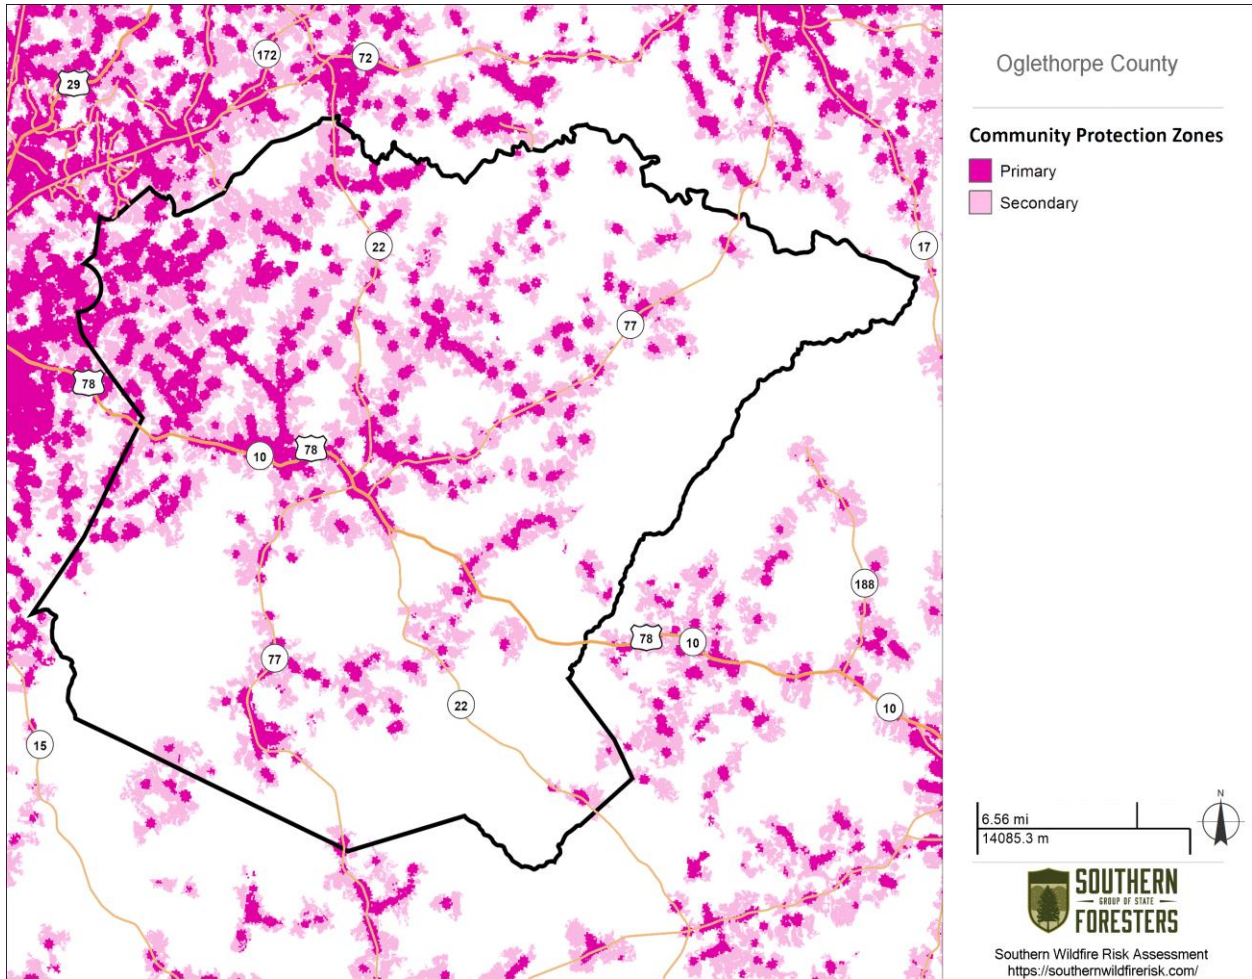 Oglethorpe County
Community Protection Zones
Primary
Secondary
172
72
29
22
17
77
78
10
78
188
78
10
77
22
10
15
N
6.56 mi
14085.3 m
SOUTHERN
GROUP OF STATE
FORESTERS
Southern Wildfire Risk Assessment
https://southernwildfirerisk.com/